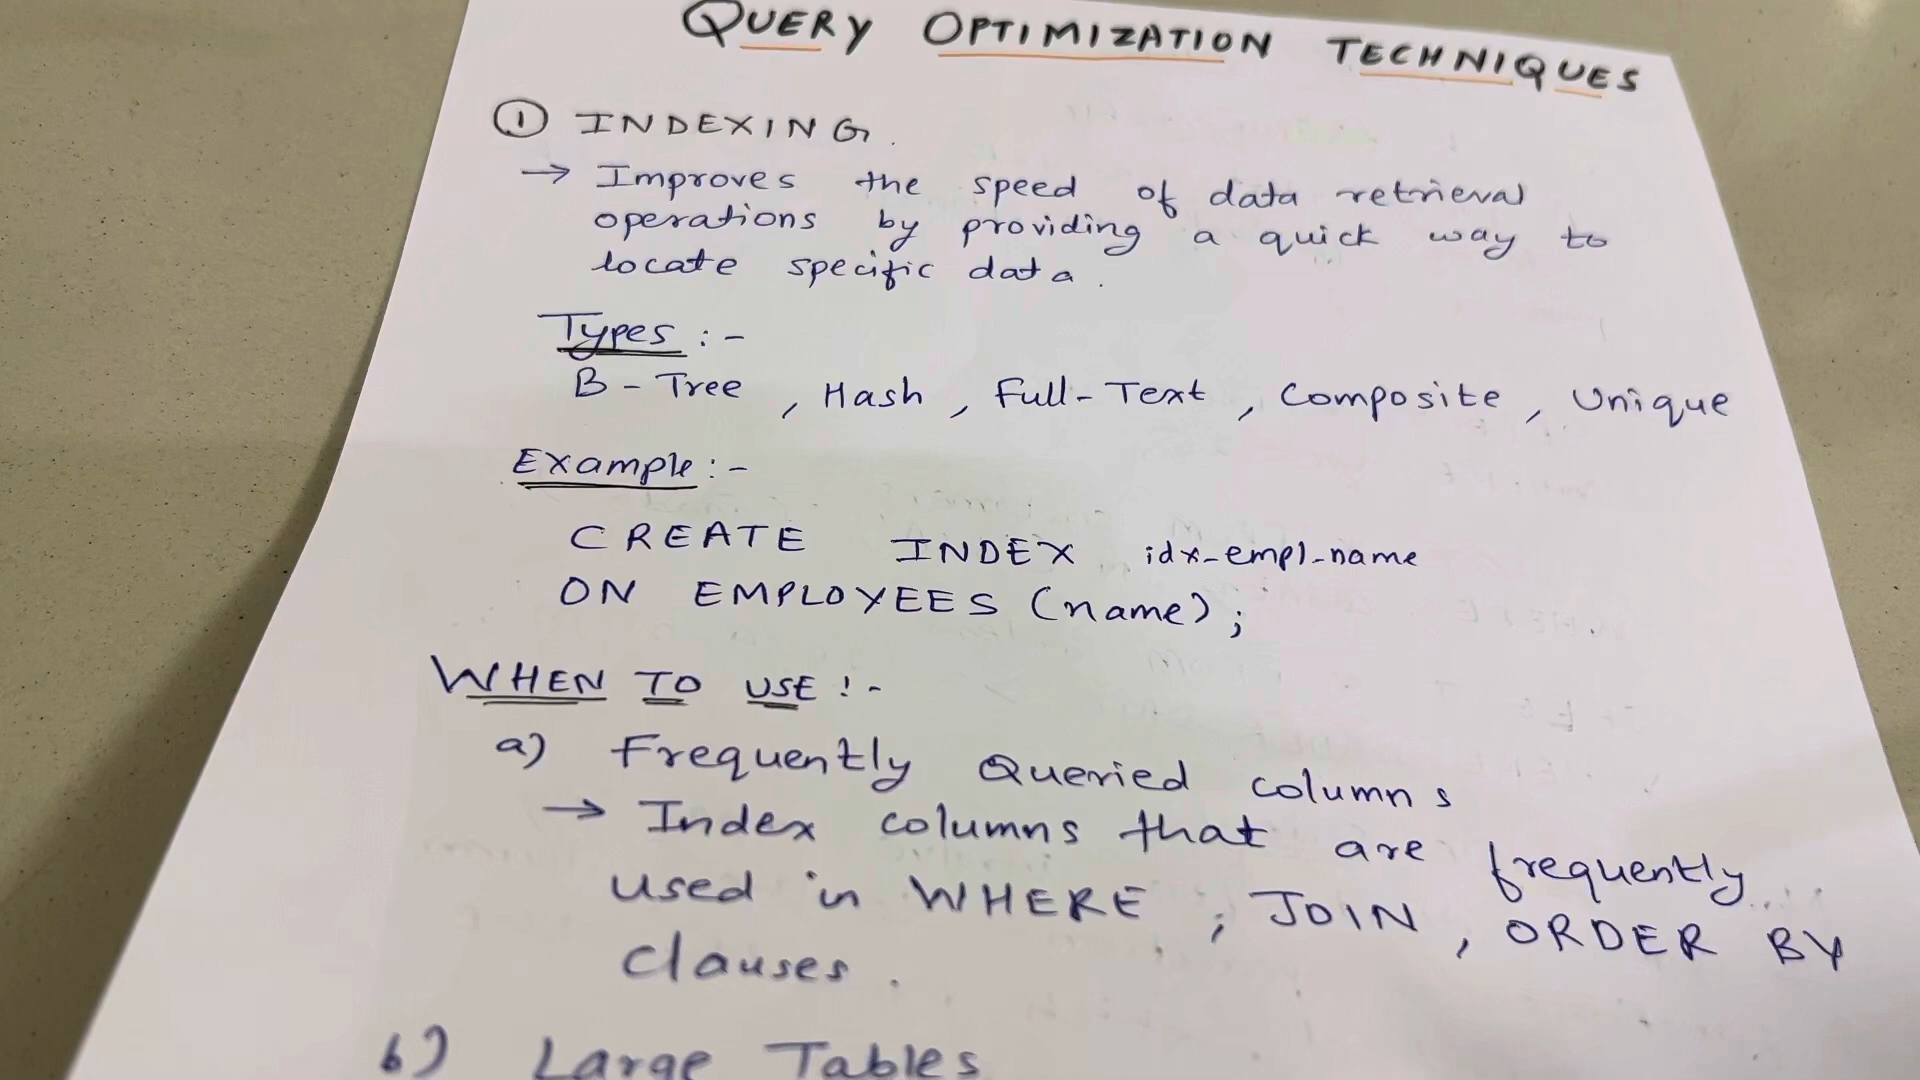 QUERY OPTIMIZATION TECHNIQUES
① INDEXING.
→ Improves the speed of data retrieval
operations by providing a quick way to
locate specific data.
Types :-
B-Tree, Hash, Full-Text, Composite, Unique
Example :-
CREATE INDEX idx_empl_name
ON EMPLOYEES (name);
WHEN TO USE :-
a) Frequently Queried columns
→ Index columns that are frequently
used in WHERE, JOIN, ORDER BY
clauses.
b) Large Tables